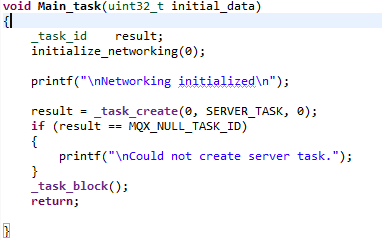 void Main_task(uint32_t initial_data)
{
    _task_id    result;
    initialize_networking(0);

    printf("\nNetworking initialized\n");

    result = _task_create(0, SERVER_TASK, 0);
    if (result == MQX_NULL_TASK_ID)
    {
        printf("\nCould not create server task.");
    }
    _task_block();
    return;

}